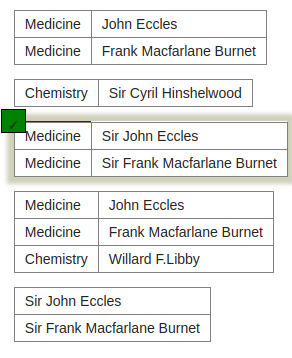 Medicine John Eccles
Medicine Frank Macfarlane Burnet
Chemistry Sir Cyril Hinshelwood
Medicine Sir John Eccles
Medicine Sir Frank Macfarlane Burnet
Medicine John Eccles
Medicine Frank Macfarlane Burnet
Chemistry Willard F.Libby
Sir John Eccles
Sir Frank Macfarlane Burnet